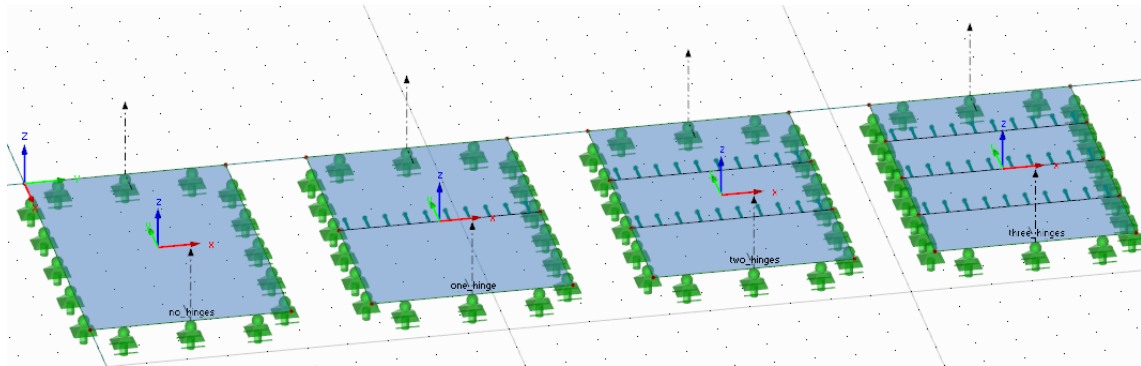 z
y
z
y
x
no_hinges
z
y
x
one_hinge
z
y
x
two_hinges
z
x
three_hinges